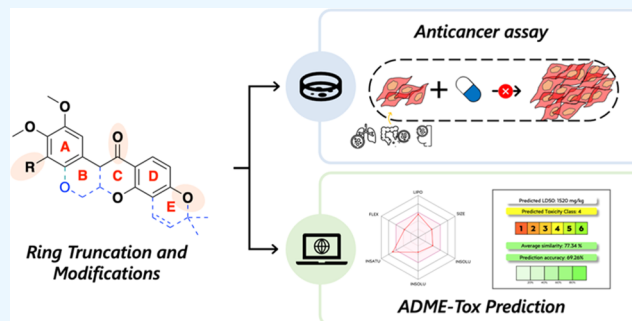 Anticancer assay
O
O
O
A
R
B
C
D
O
O
O
E
Ring Truncation and
Modifications
LIPO
FLEX
SIZE
INSATU
INSOLU
INSOLU
Predicted LD50: 1520 mg/kg
Predicted Toxicity Class: 4
1 2 3 4 5 6
Average similarity: 77.34 %
Prediction accuracy: 69.26%
ADME-Tox Prediction